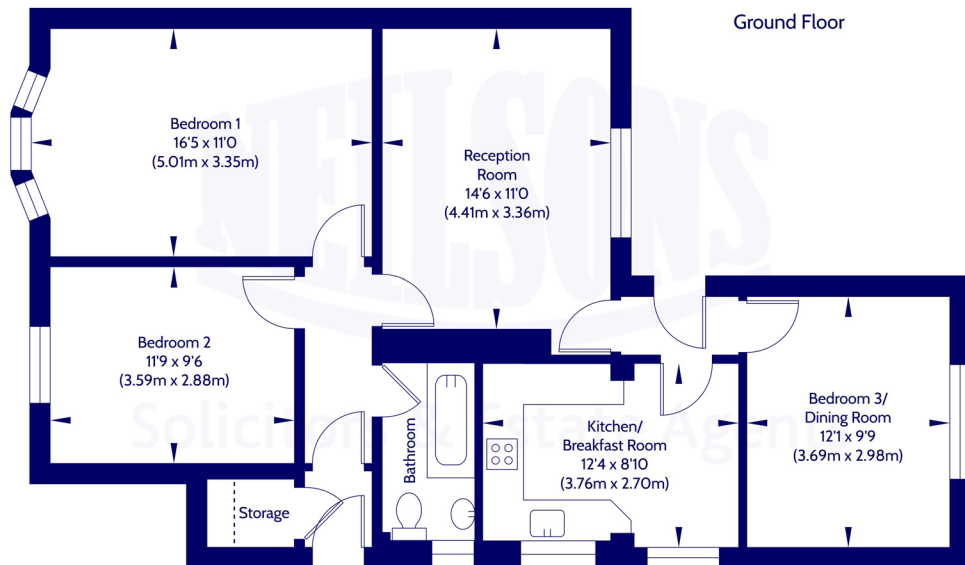 Ground Floor
NEILSONS
Solicitors & Estate Agen
Bedroom 1
16'5 x 11'0
(5.01m x 3.35m)
Reception
Room
14'6 x 11'0
(4.41m x 3.36m)
Bedroom 2
11'9 x 9'6
(3.59m x 2.88m)
Bathroom
Kitchen/
Breakfast Room
12'4 x 8'10
(3.76m x 2.70m)
Bedroom 3/
Dining Room
12'1 x 9'9
(3.69m x 2.98m)
Storage